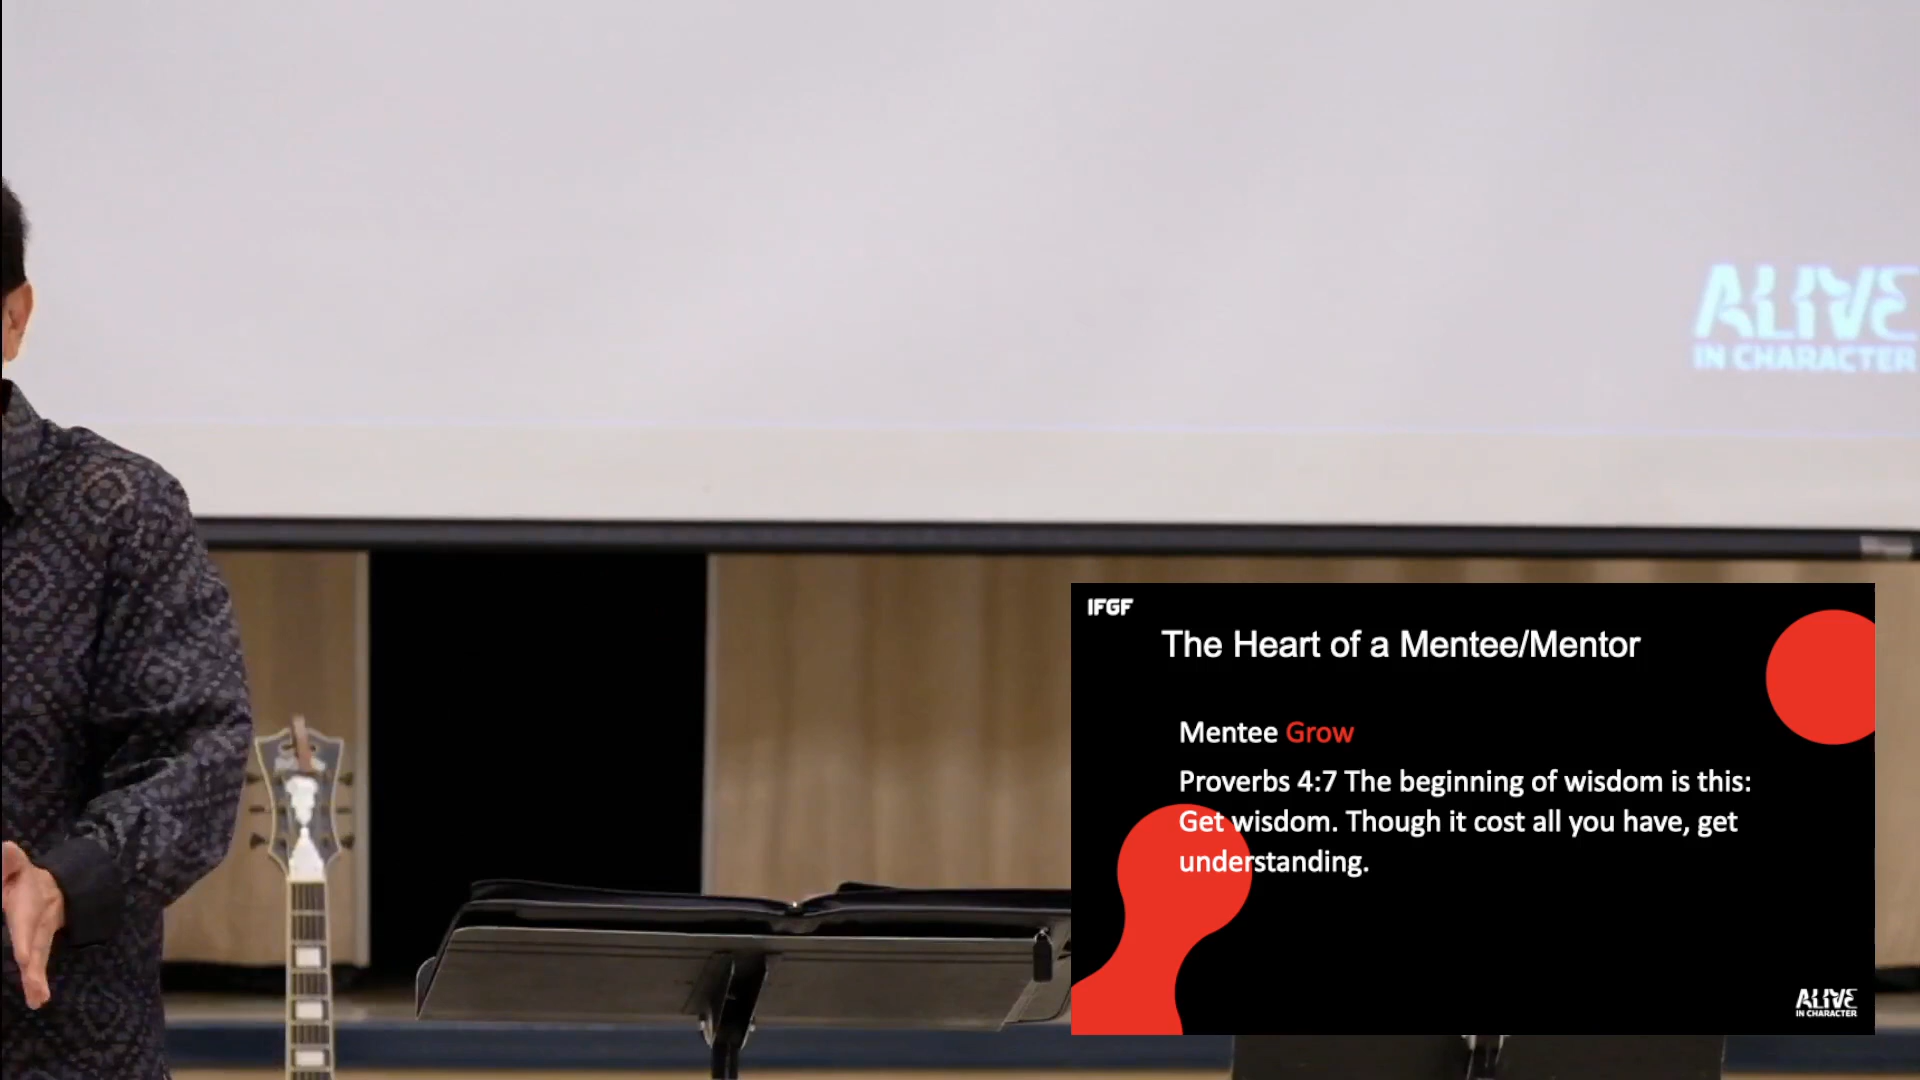 ALIVE
IN CHARACTER
IFGF
The Heart of a Mentee/Mentor
Mentee Grow
Proverbs 4:7 The beginning of wisdom is this:
Get wisdom. Though it cost all you have, get
understanding.
ALIVE
IN CHARACTER